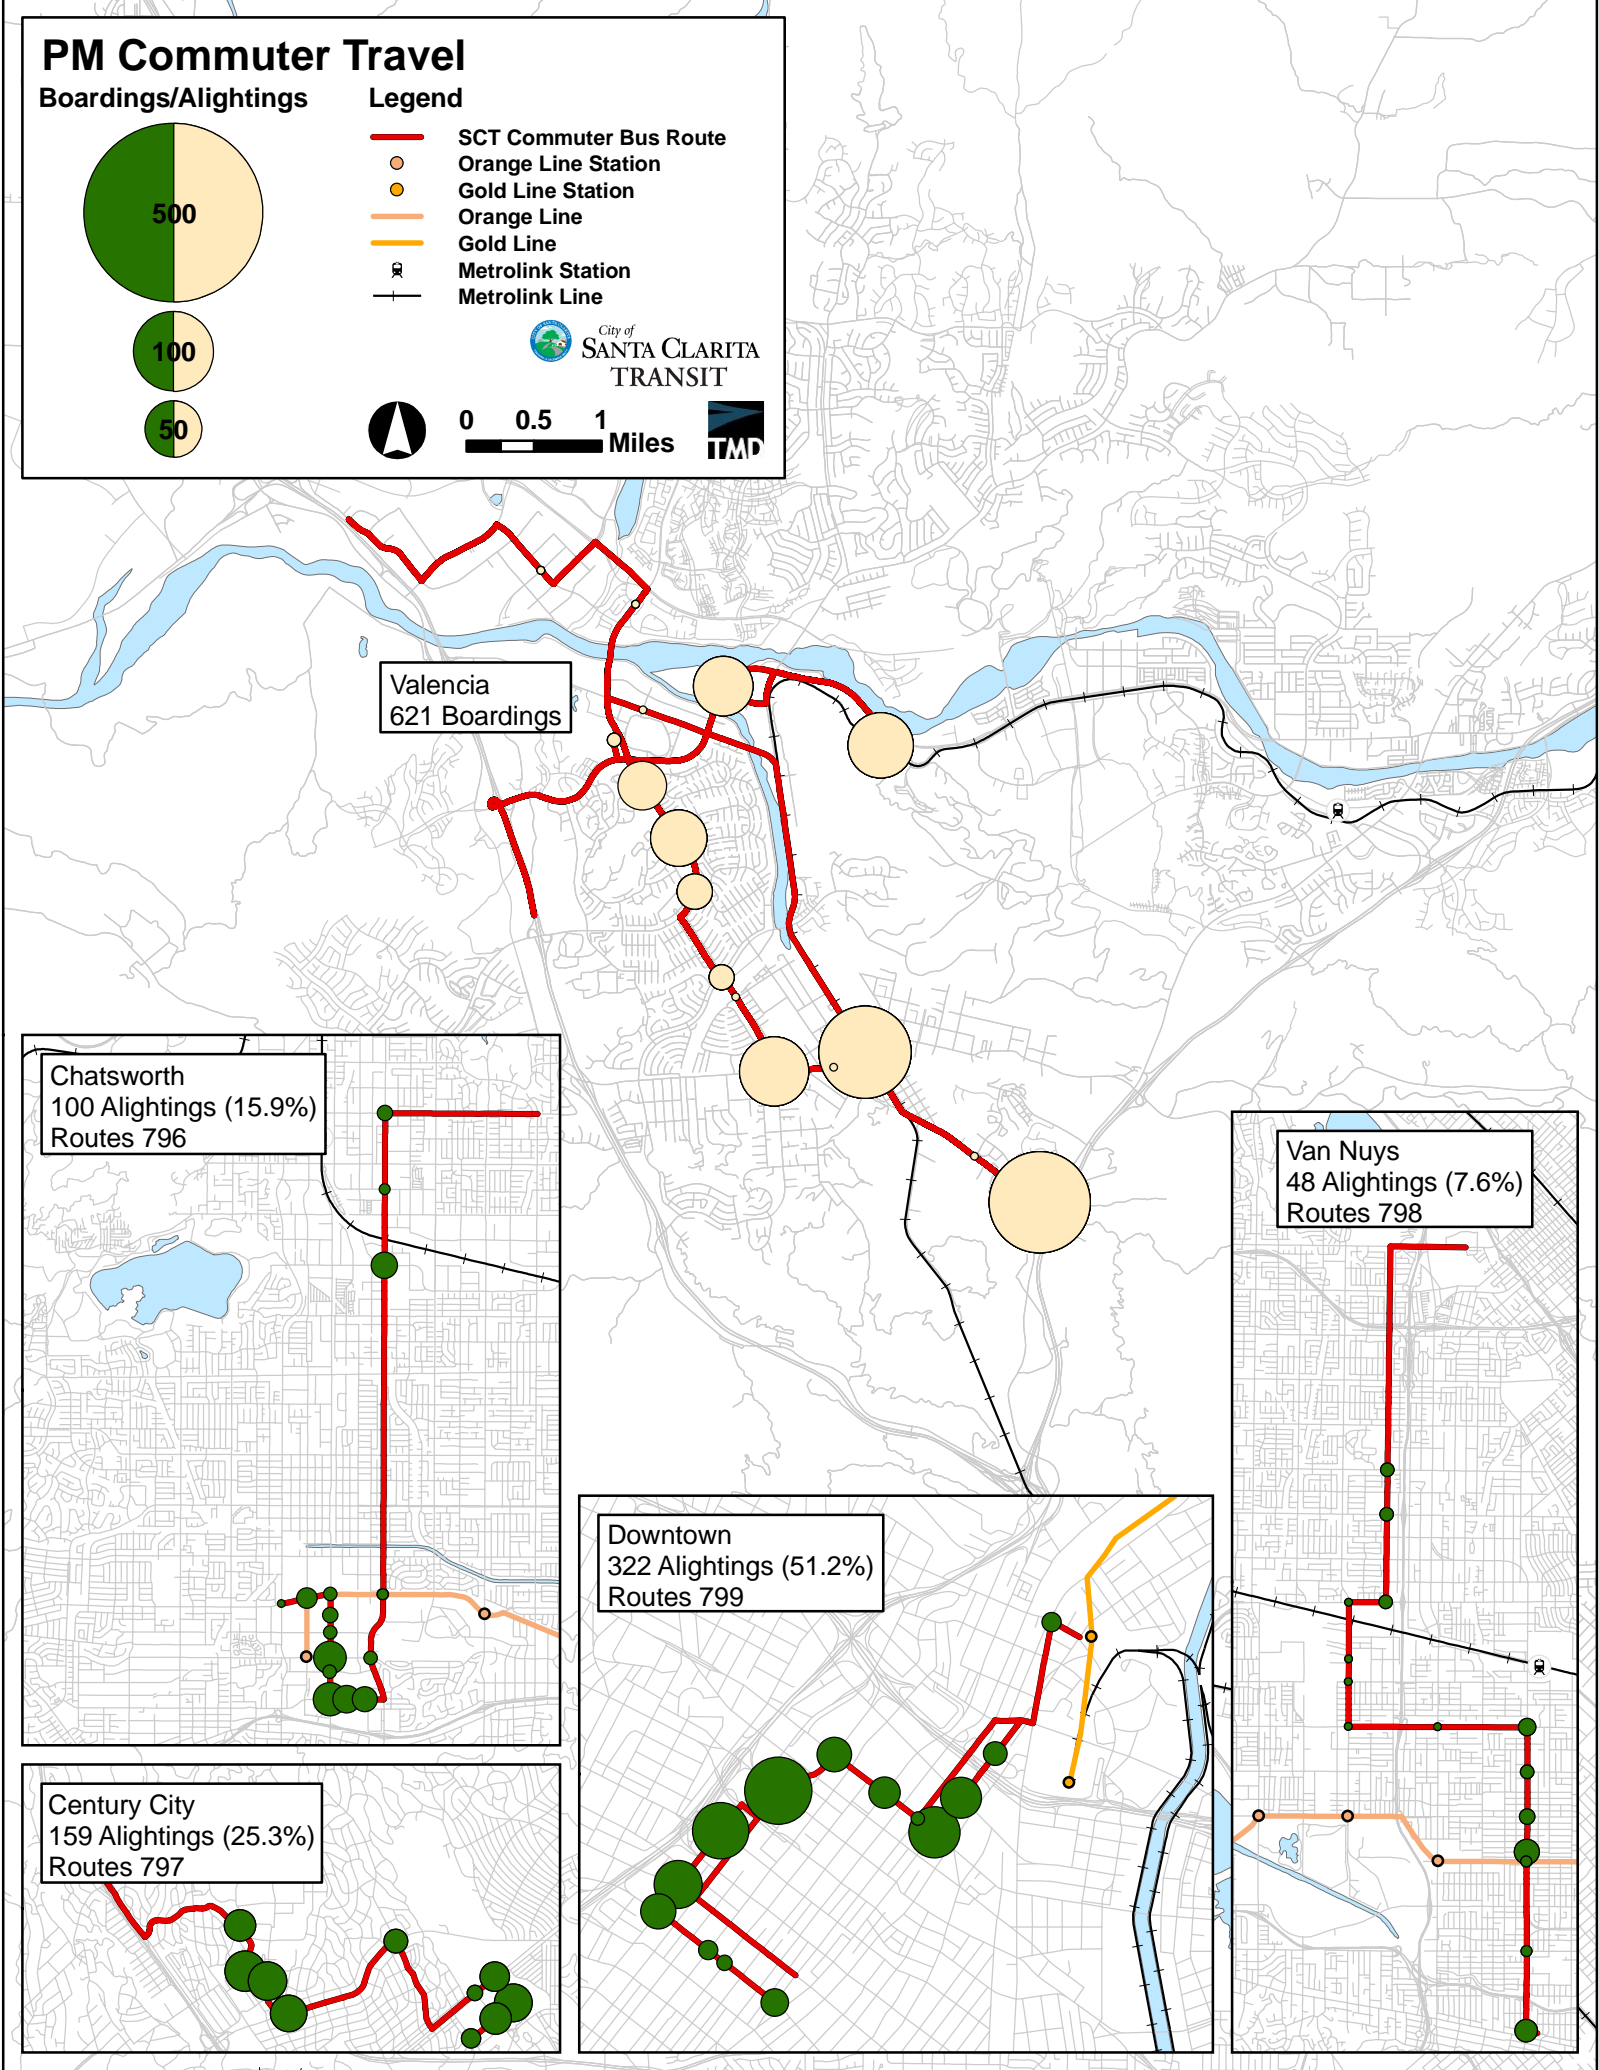 PM Commuter Travel
Boardings/Alightings
Legend
500
100
50
SCT Commuter Bus Route
Orange Line Station
Gold Line Station
Orange Line
Gold Line
Metrolink Station
Metrolink Line
City of
SANTA CLARITA
TRANSIT
0 0.5 1
Miles
TMD
Valencia
621 Boardings
Chatsworth
100 Alightings (15.9%)
Routes 796
Van Nuys
48 Alightings (7.6%)
Routes 798
Downtown
322 Alightings (51.2%)
Routes 799
Century City
159 Alightings (25.3%)
Routes 797